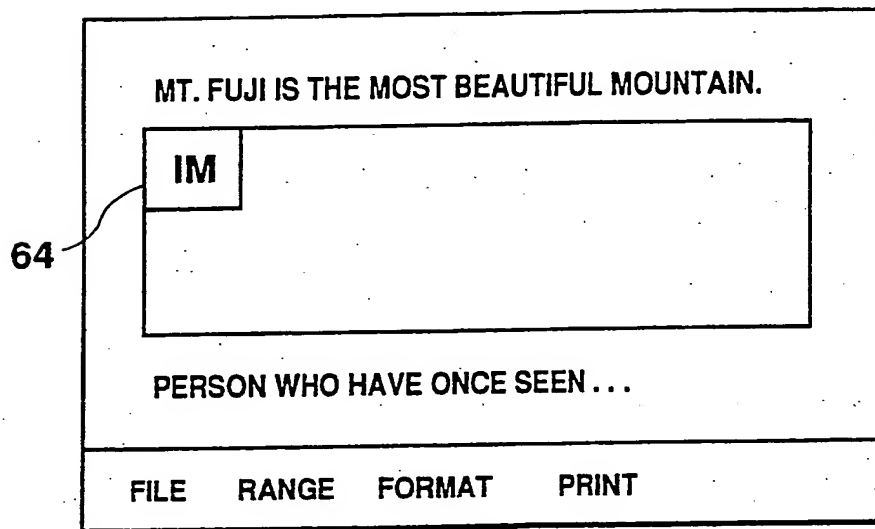 MT. FUJI IS THE MOST BEAUTIFUL MOUNTAIN.
IM
64
PERSON WHO HAVE ONCE SEEN...
FILE RANGE FORMAT PRINT